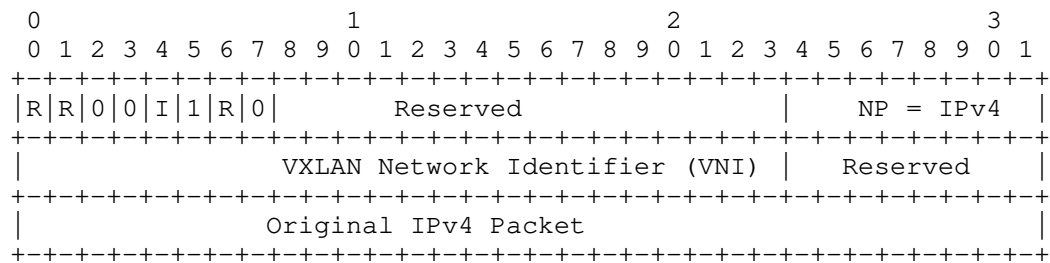 0                   1                   2                   3
 0 1 2 3 4 5 6 7 8 9 0 1 2 3 4 5 6 7 8 9 0 1 2 3 4 5 6 7 8 9 0 1
+-+-+-+-+-+-+-+-+-+-+-+-+-+-+-+-+-+-+-+-+-+-+-+-+-+-+-+-+-+-+-+-+
|R|R|0|0|I|1|R|0|       Reserved                |    NP = IPv4  |
+-+-+-+-+-+-+-+-+-+-+-+-+-+-+-+-+-+-+-+-+-+-+-+-+-+-+-+-+-+-+-+-+
|                VXLAN Network Identifier (VNI) |   Reserved    |
+-+-+-+-+-+-+-+-+-+-+-+-+-+-+-+-+-+-+-+-+-+-+-+-+-+-+-+-+-+-+-+-+
|               Original IPv4 Packet                            |
+-+-+-+-+-+-+-+-+-+-+-+-+-+-+-+-+-+-+-+-+-+-+-+-+-+-+-+-+-+-+-+-+